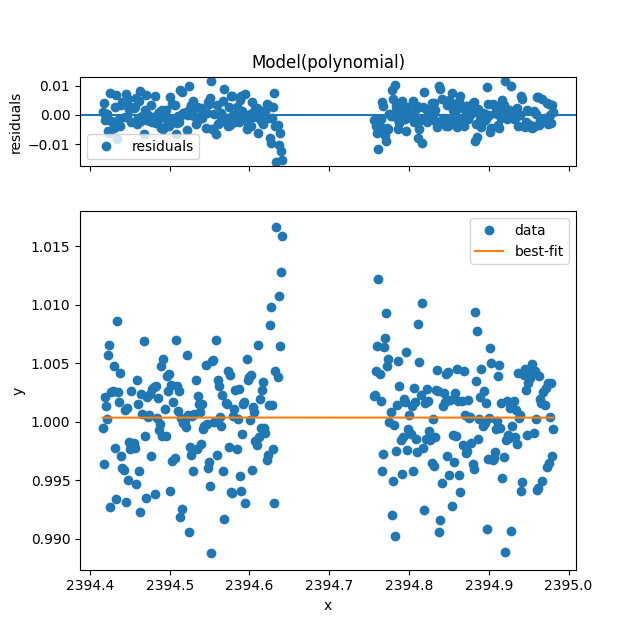 Model(polynomial)
residuals
0.01
0.00
−0.01
residuals
y
1.015
1.010
1.005
1.000
0.995
0.990
data
best-fit
2394.4 2394.5 2394.6 2394.7 2394.8 2394.9 2395.0
x